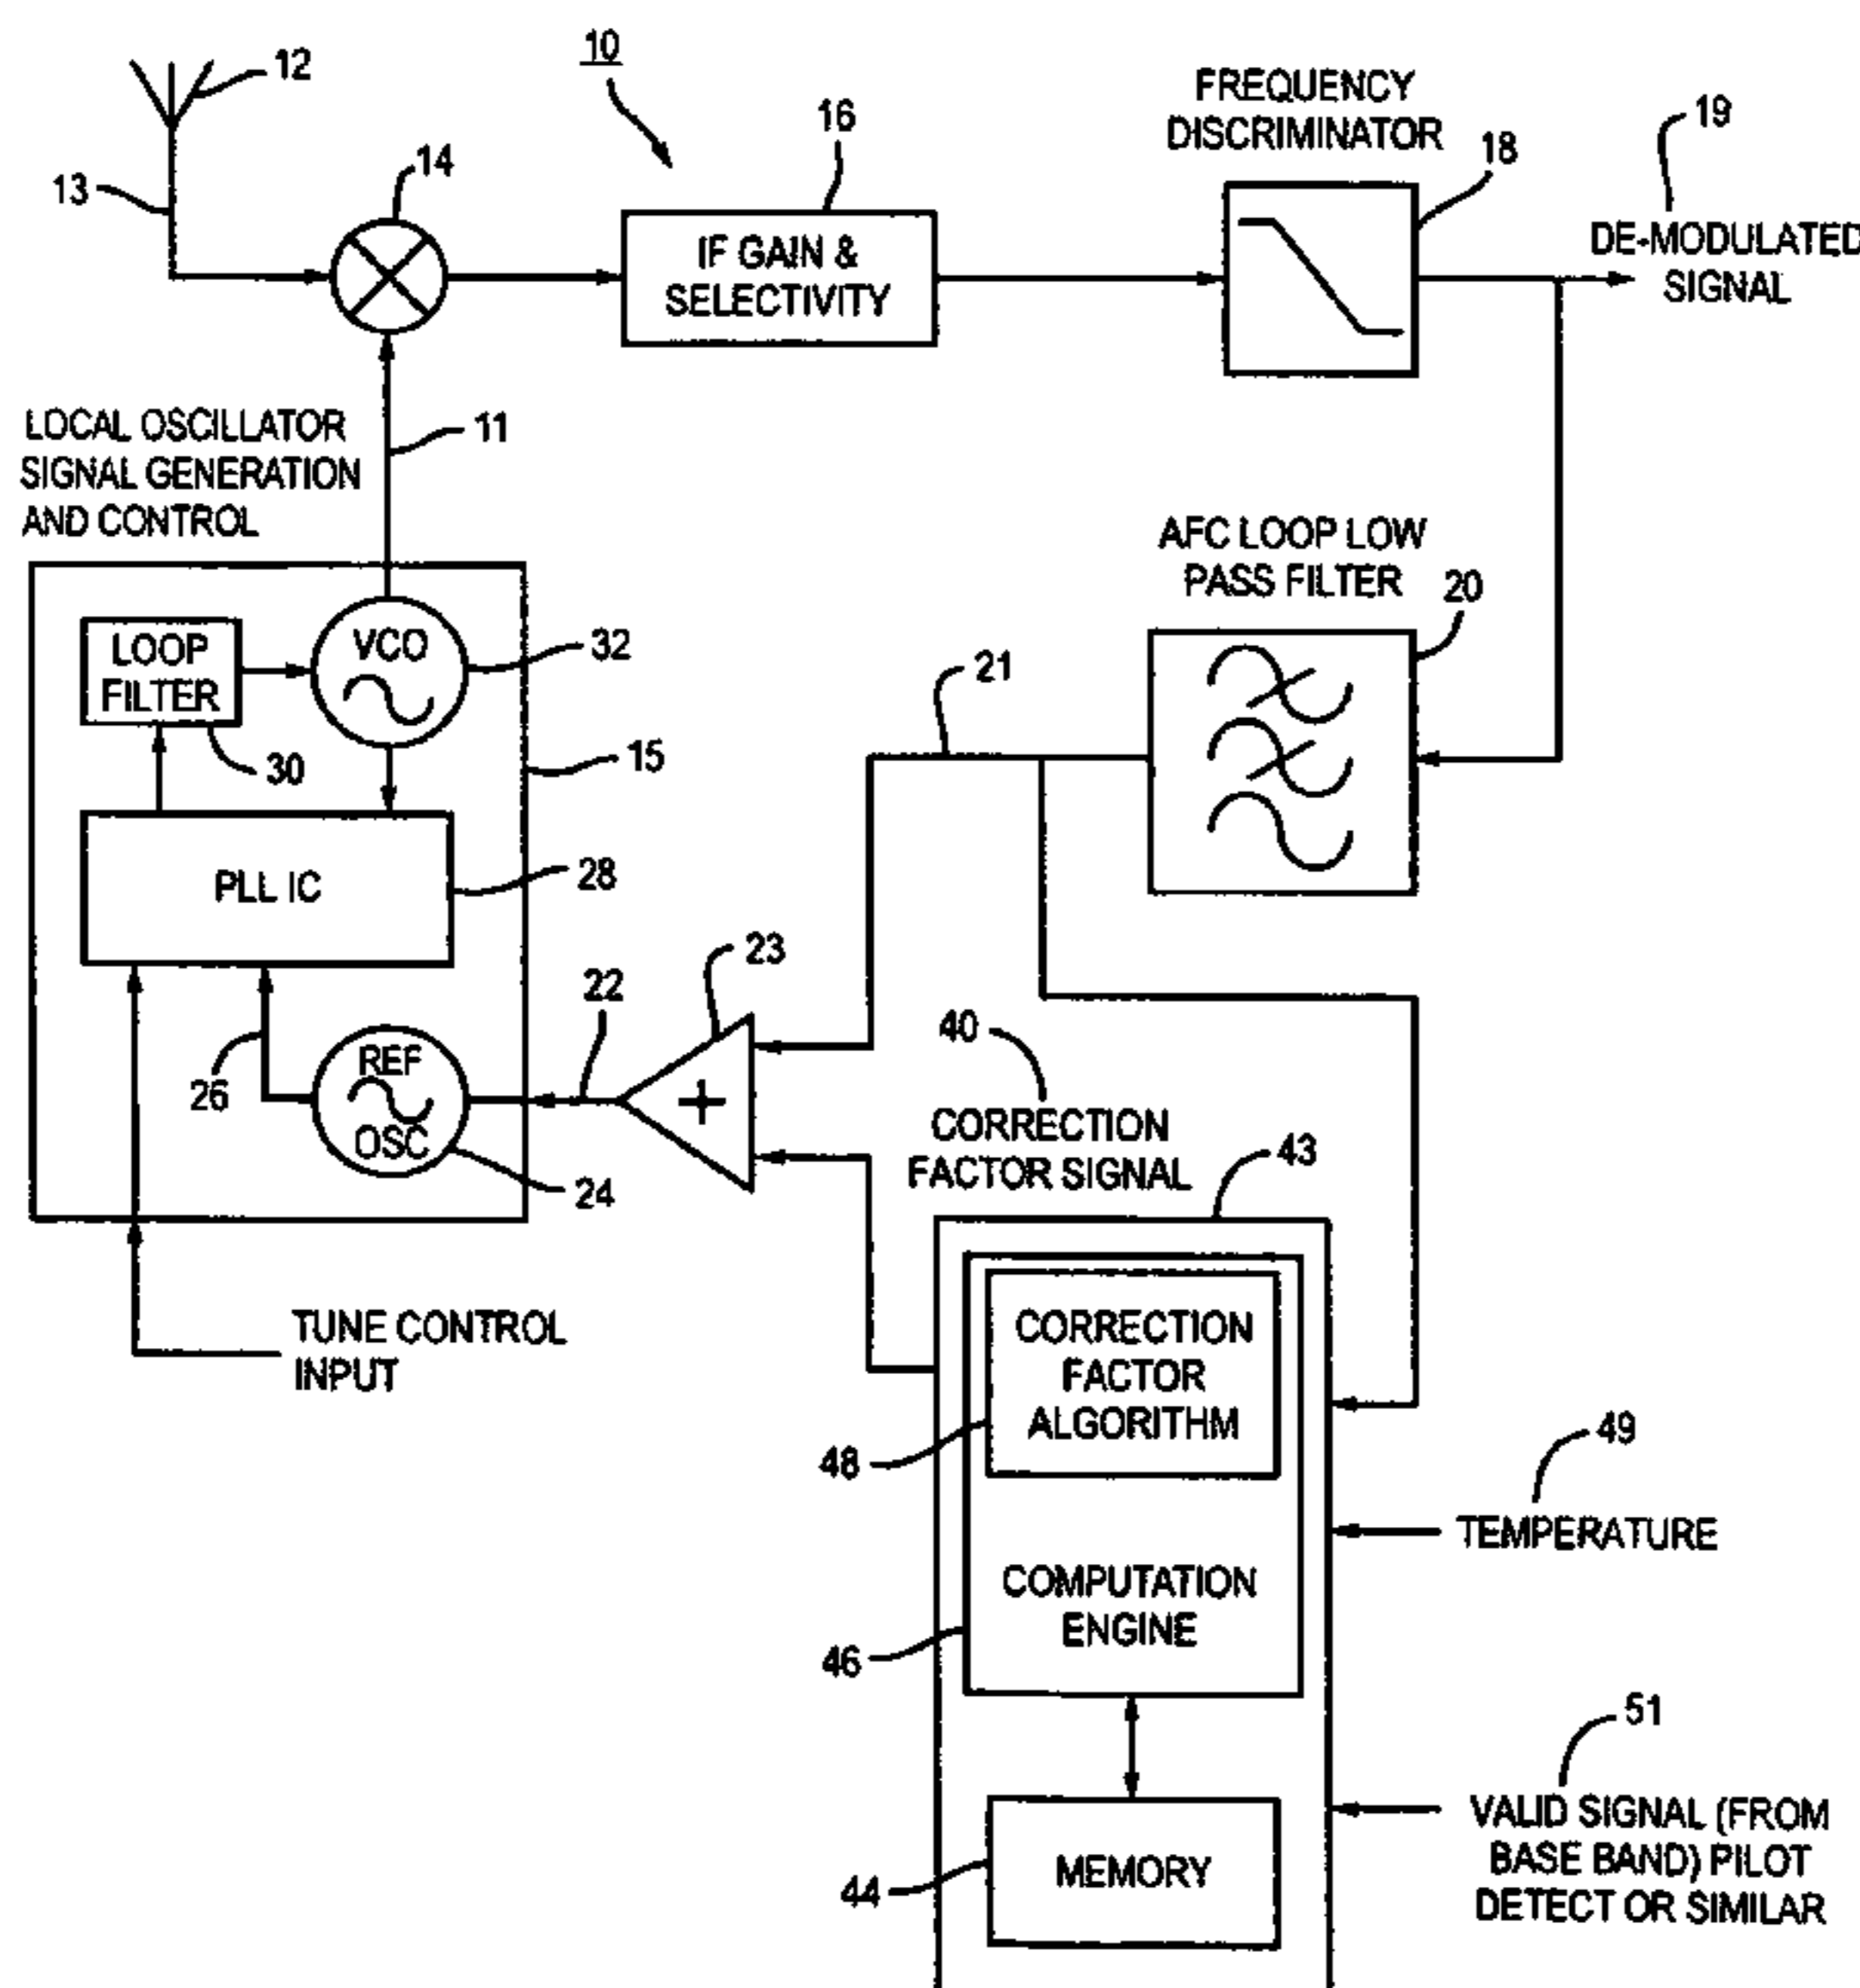 12
10
13
14
16
IF GAIN &
SELECTIVITY
FREQUENCY
DISCRIMINATOR
18
19
DE-MODULATED
SIGNAL
LOCAL OSCILLATOR
SIGNAL GENERATION
AND CONTROL
11
LOOP
FILTER
30
VCO
32
15
PLL IC
28
26
REF
OSC
24
22
23
21
AFC LOOP LOW
PASS FILTER
20
TUNE CONTROL
INPUT
+
40
CORRECTION
FACTOR SIGNAL
43
CORRECTION
FACTOR
ALGORITHM
48
COMPUTATION
ENGINE
46
MEMORY
44
49
TEMPERATURE
51
VALID SIGNAL (FROM
BASE BAND) PILOT
DETECT OR SIMILAR